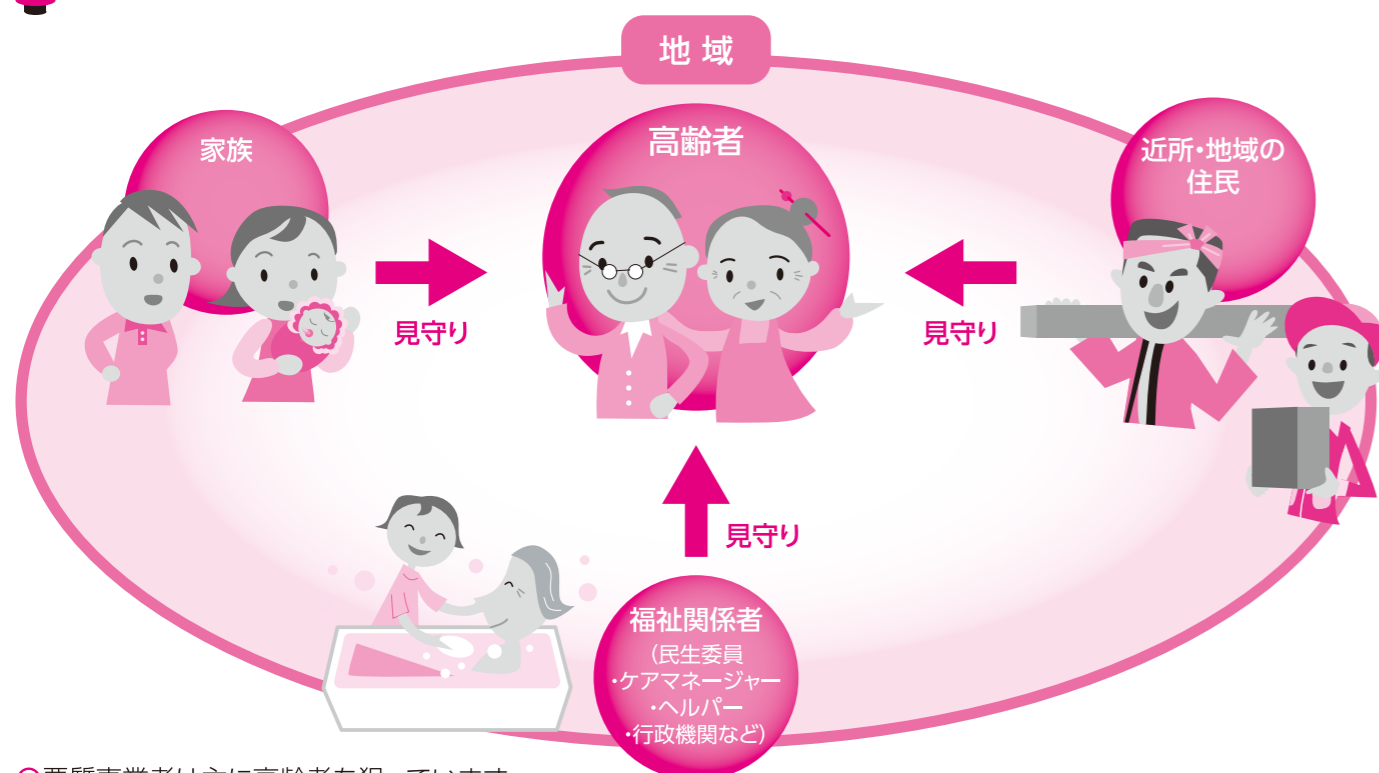 地域
高齢者
家族
近所・地域の
住民
見守り
見守り
見守り
福祉関係者
(民生委員
・ケアマネージャー
・ヘルパー
・行政機関など)